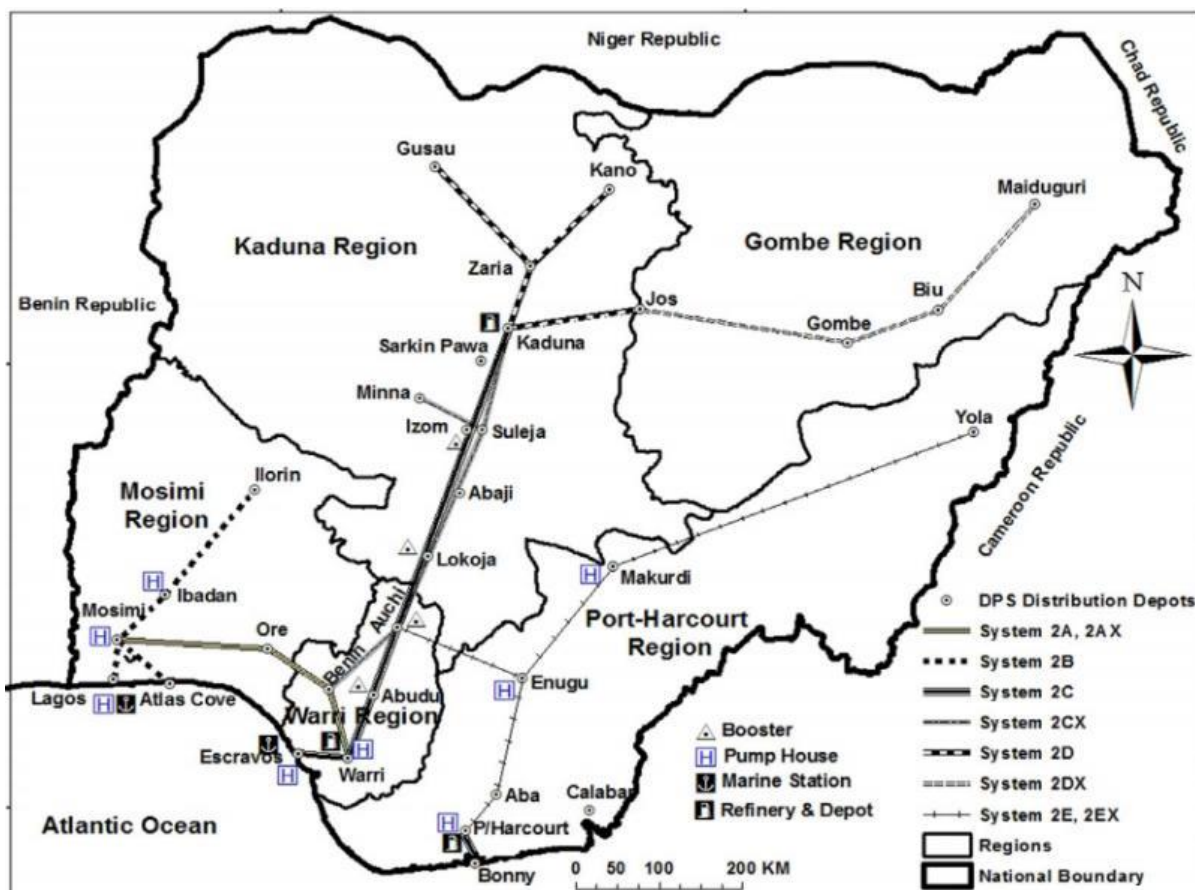 Niger Republic
Chad Republic
Gusau
Kano
Maiduguri
Kaduna Region
Gombe Region
Zaria
N
Benin Republic
Jos
Biu
Kaduna
Gombe
Sarkin Pawa
Minna
Yola
Izom
Suleja
Cameroon Republic
Ilorin
Abaji
Mosimi
Region
Lokoja
Makurdi
H
H
Ibadan
DPS Distribution Depots
Mosimi
Auchi
Port-Harcourt
Region
System 2A, 2AX
H
Ore
System 2B
Benin
Enugu
Lagos
Atlas Cove
Abudu
H
System 2C
H
Warri Region
System 2CX
Booster
Escravos
H
H
Pump House
System 2D
Warri
H
Marine Station
System 2DX
Aba
Calabar
Refinery & Depot
System 2E, 2EX
Atlantic Ocean
H
P/Harcourt
Regions
Bonny
0 50 100 200 KM
National Boundary